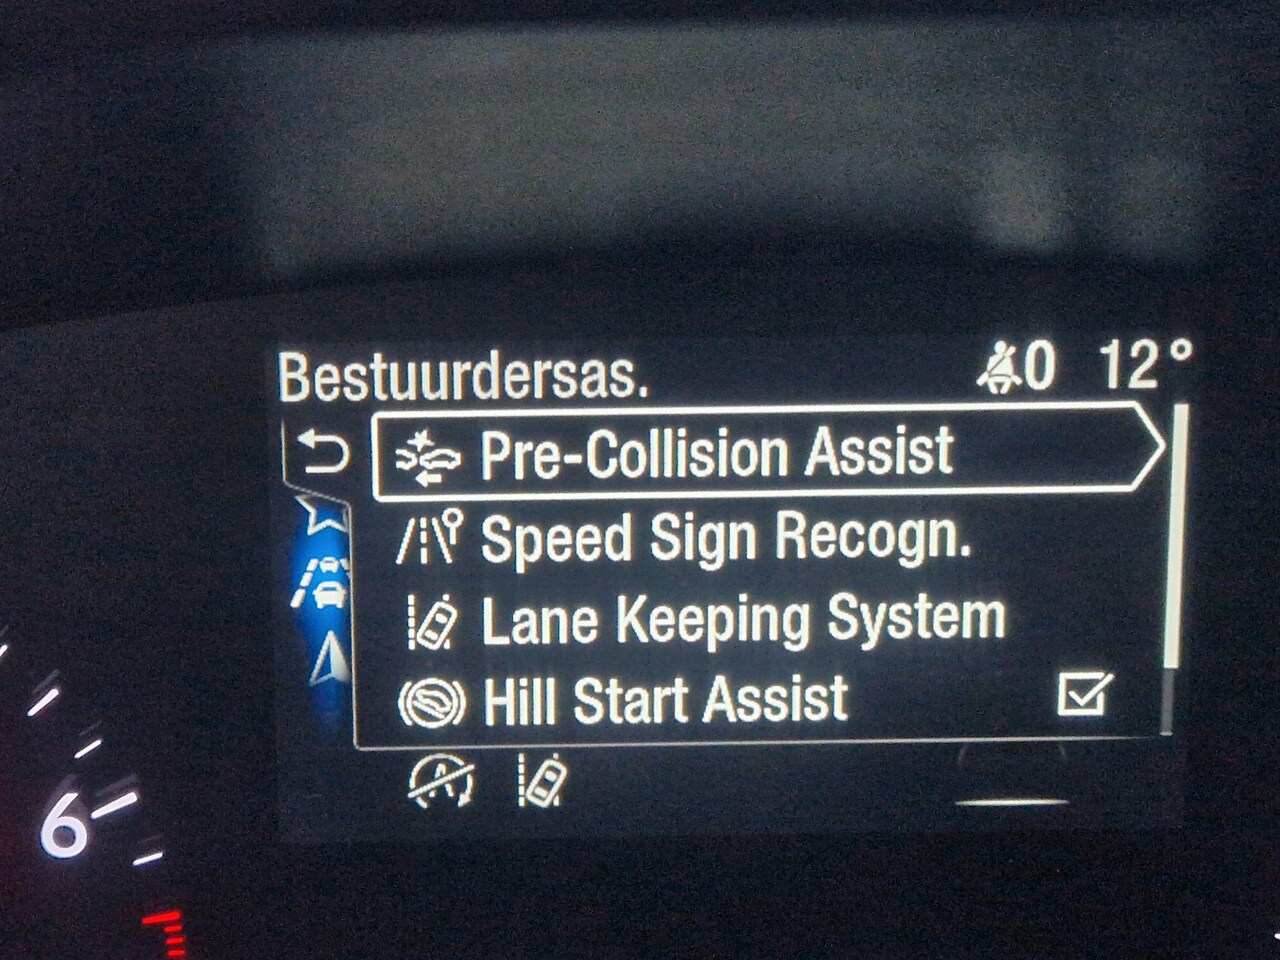 Bestuurdersas. 0 12°
Pre-Collision Assist
Speed Sign Recogn.
Lane Keeping System
Hill Start Assist
A
6